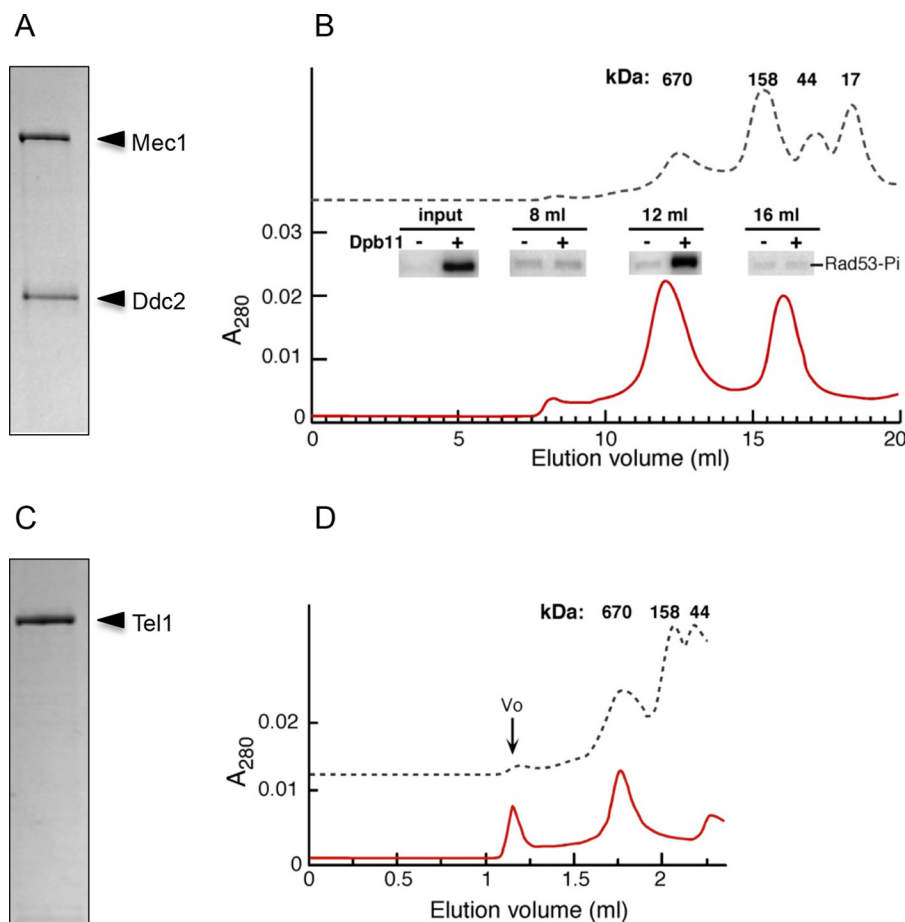 A
Mec1
Ddc2
B
kDa: 670 158 44 17
input 8 ml 12 ml 16 ml
Dpb11 - + - + - + - +
Rad53-Pi
0.03
0.02
0.01
0
A280
0 5 10 15 20
Elution volume (ml)
C
Tel1
D
kDa: 670 158 44
Vo
0.02
0.01
0
A280
0 0.5 1 1.5 2
Elution volume (ml)